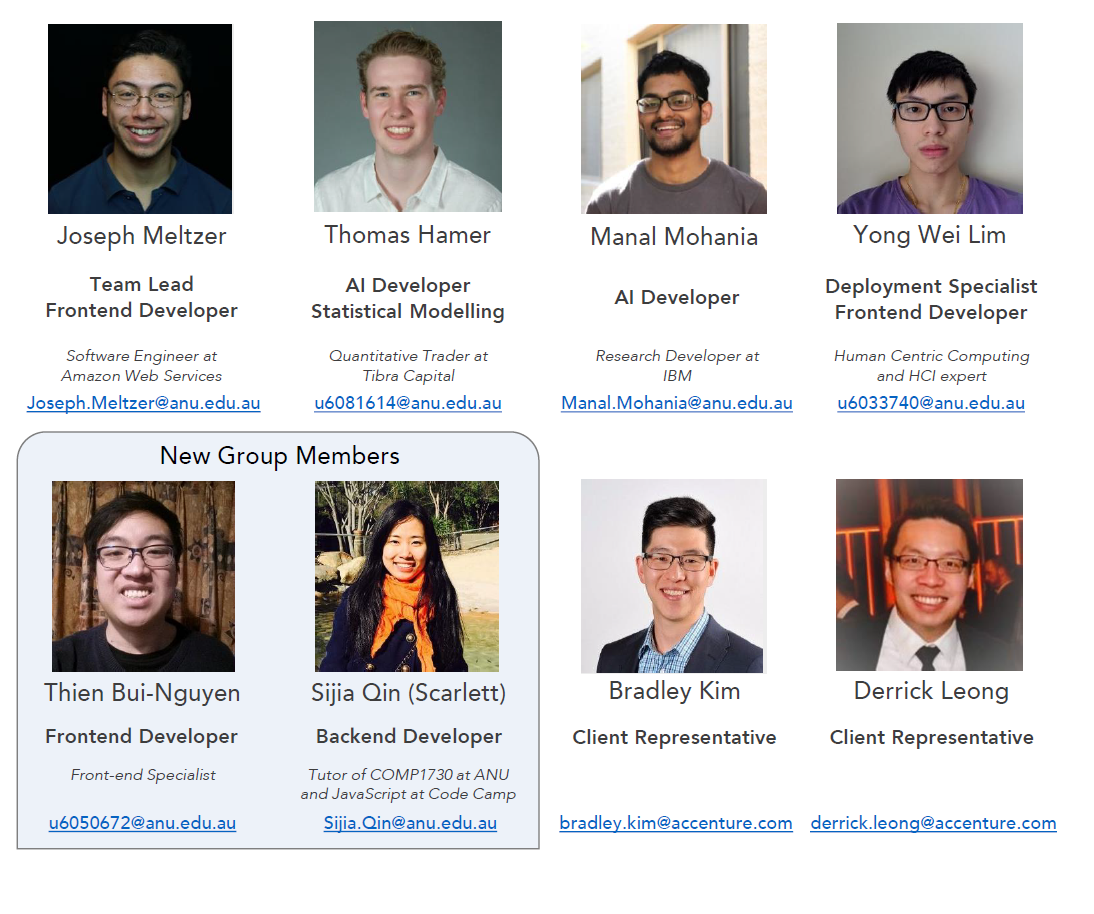 Joseph Meltzer
Team Lead
Frontend Developer
Software Engineer at
Amazon Web Services
Joseph.Meltzer@anu.edu.au
Thomas Hamer
AI Developer
Statistical Modelling
Quantitative Trader at
Tibra Capital
u6081614@anu.edu.au
Manal Mohania
AI Developer
Research Developer at
IBM
Manal.Mohania@anu.edu.au
Yong Wei Lim
Deployment Specialist
Frontend Developer
Human Centric Computing
and HCI expert
u6033740@anu.edu.au
New Group Members
Thien Bui-Nguyen
Frontend Developer
Front-end Specialist
u6050672@anu.edu.au
Sijia Qin (Scarlett)
Backend Developer
Tutor of COMP1730 at ANU
and JavaScript at Code Camp
Sijia.Qin@anu.edu.au
Bradley Kim
Client Representative
bradley.kim@accenture.com
Derrick Leong
Client Representative
derrick.leong@accenture.com